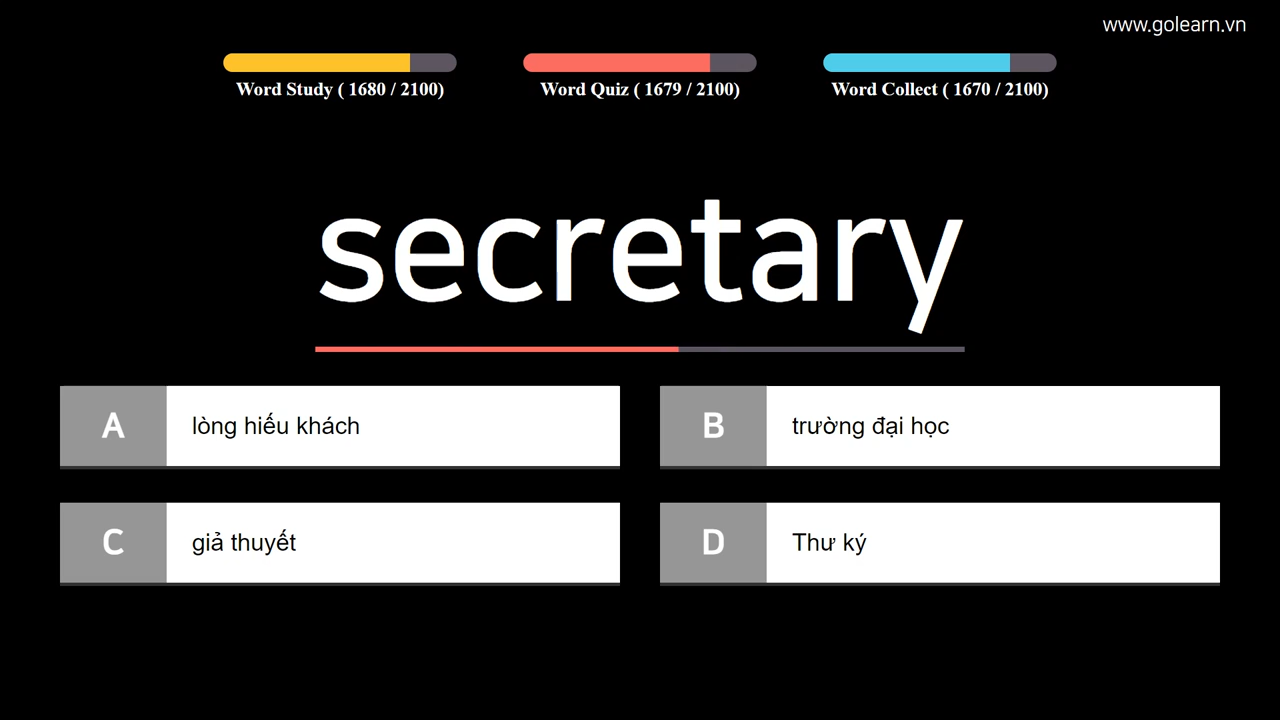 www.golearn.vn
Word Study ( 1680 / 2100)
Word Quiz ( 1679 / 2100)
Word Collect ( 1670 / 2100)
secretary
A lòng hiếu khách
B trường đại học
C giả thuyết
D Thư ký